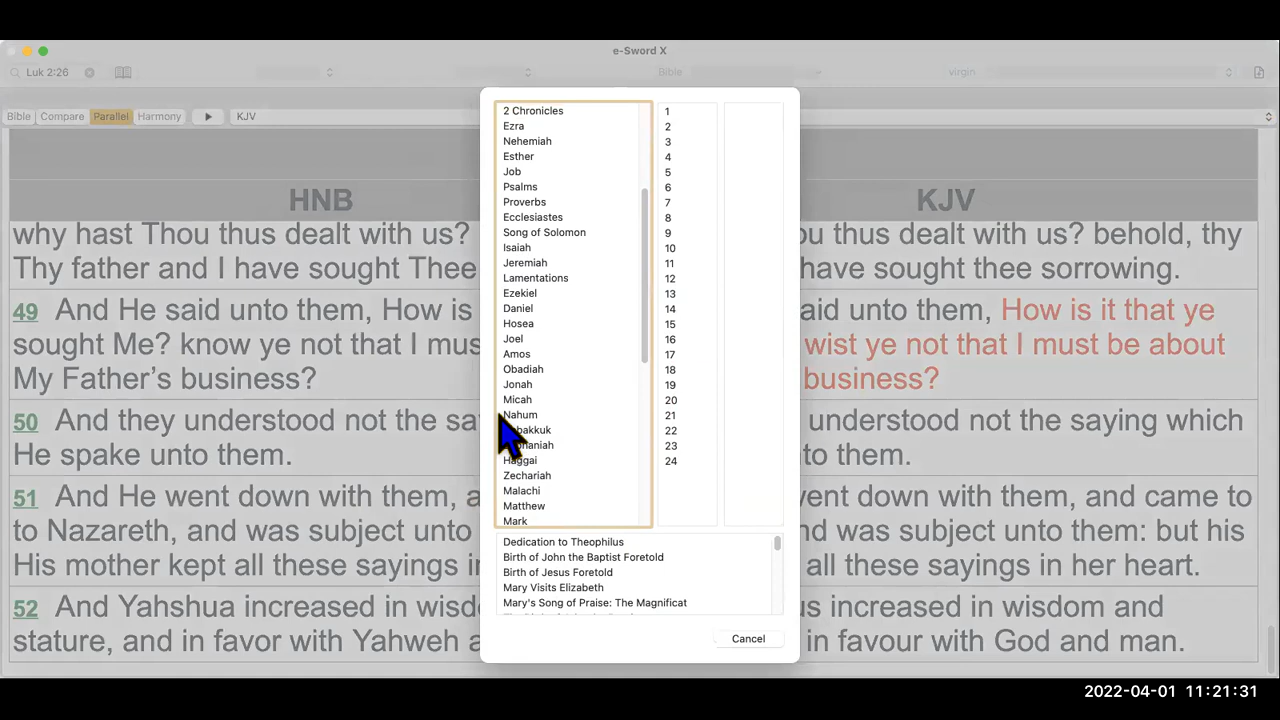 e-Sword X
Luk 2:26
Bible
virgin
Bible Compare Parallel Harmony KJV
HNB KJV
why hast Thou thus dealt with us?
Thy father and I have sought Thee
49 And He said unto them, How is
sought Me? know ye not that I mus
My Father's business?
50 And they understood not the sa
He spake unto them.
51 And He went down with them,
to Nazareth, and was subject unto
His mother kept all these sayings
52 And Yahshua increased in wisd
stature, and in favor with Yahweh
thus dealt with us? behold, thy
have sought thee sorrowing.
aid unto them, How is it that ye
wist ye not that I must be about
business?
understood not the saying which
to them.
went down with them, and came to
nd was subject unto them: but his
all these sayings in her heart.
us increased in wisdom and
in favour with God and man.
2 Chronicles
Ezra
Nehemiah
Esther
Job
Psalms
Proverbs
Ecclesiastes
Song of Solomon
Isaiah
Jeremiah
Lamentations
Ezekiel
Daniel
Hosea
Joel
Amos
Obadiah
Jonah
Micah
Nahum
bakkuk
haniah
Haggai
Zechariah
Malachi
Matthew
Mark
1
2
3
4
5
6
7
8
9
10
11
12
13
14
15
16
17
18
19
20
21
22
23
24
Dedication to Theophilus
Birth of John the Baptist Foretold
Birth of Jesus Foretold
Mary Visits Elizabeth
Mary's Song of Praise: The Magnificat
Cancel
2022-04-01 11:21:31